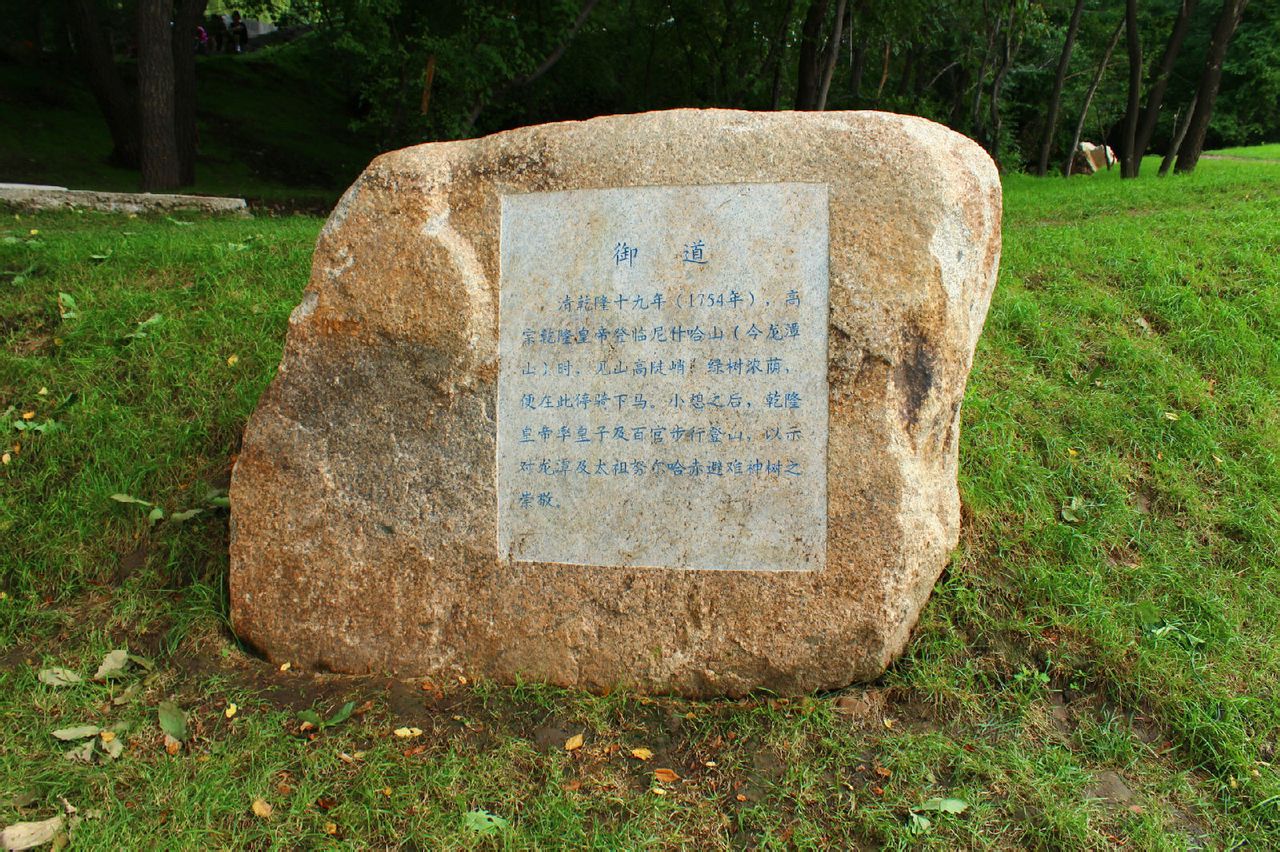 御 道
清乾隆十九年（1754年），高
宗乾隆皇帝登临尼什哈山（今龙潭
山）时，见山高陡峭，绿树浓荫，
便在此停骑下马。小憩之后，乾隆
皇帝率皇子及百官步行登山，以示
对龙潭及太祖努尔哈赤避难神树之
崇敬。